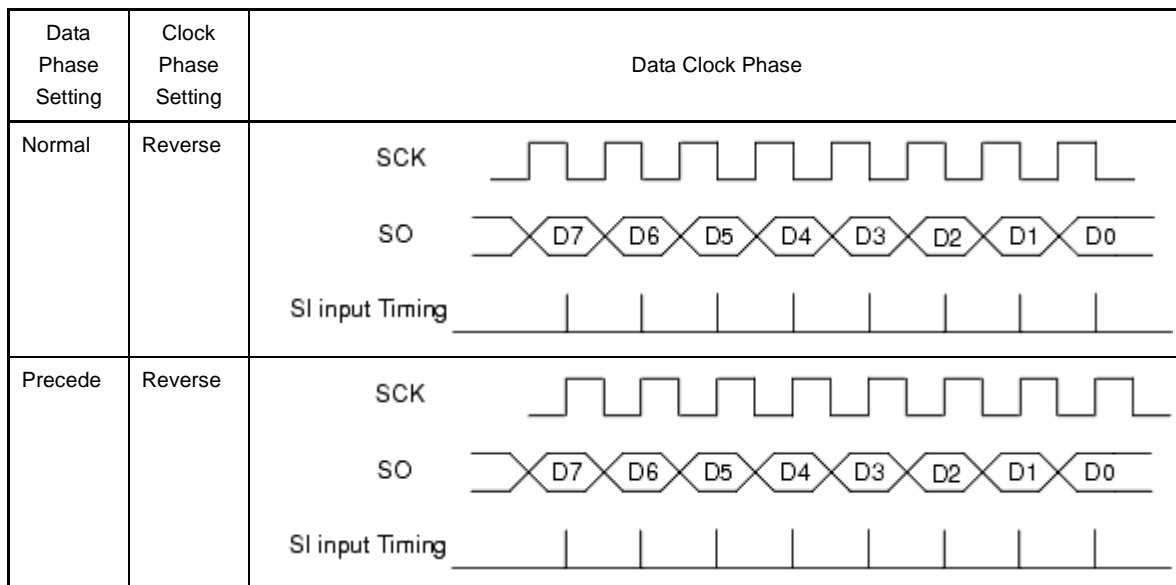 Data
Phase
Setting
Clock
Phase
Setting
Data Clock Phase
Normal
Reverse
SCK
SO
D7 D6 D5 D4 D3 D2 D1 D0
SI input Timing
Precede
Reverse
SCK
SO
D7 D6 D5 D4 D3 D2 D1 D0
SI input Timing